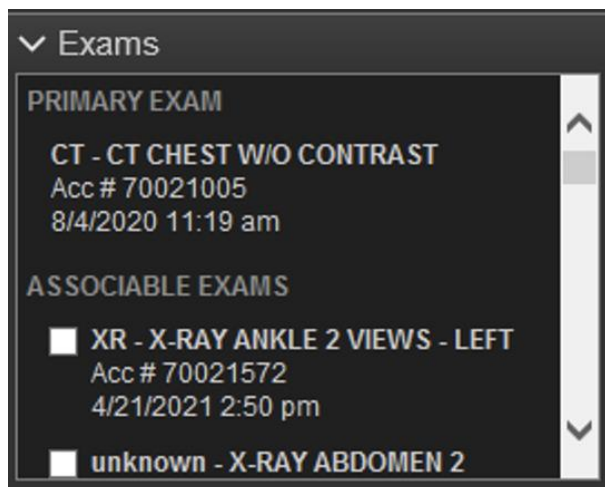 Exams
PRIMARY EXAM
CT - CT CHEST W/O CONTRAST
Acc # 70021005
8/4/2020 11:19 am
ASSOCIABLE EXAMS
XR - X-RAY ANKLE 2 VIEWS - LEFT
Acc # 70021572
4/21/2021 2:50 pm
unknown - X-RAY ABDOMEN 2